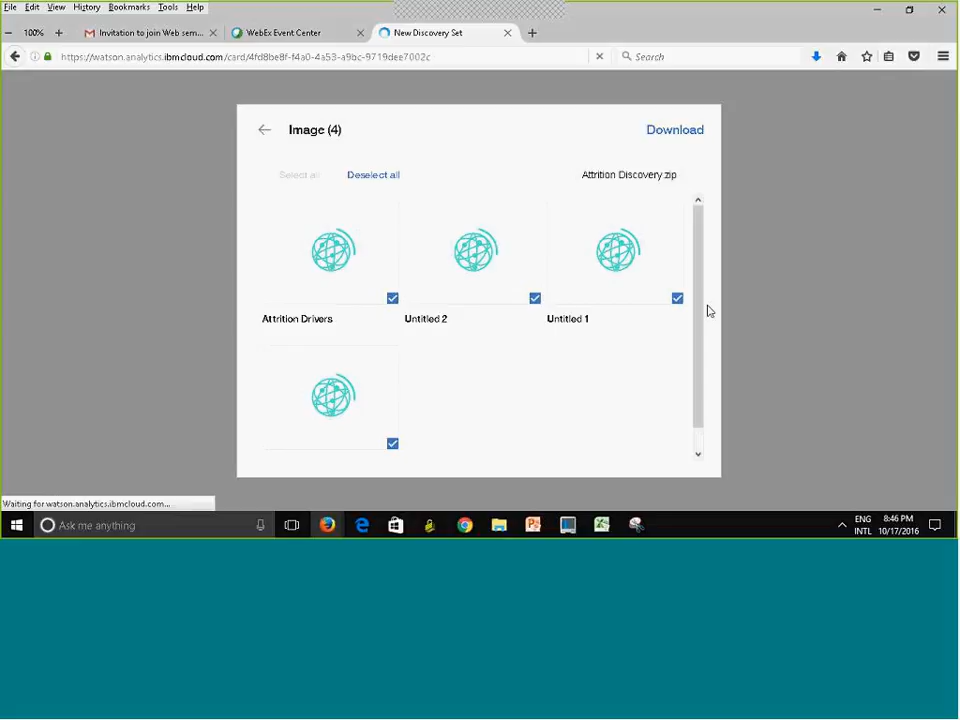 File Edit View History Bookmarks Tools Help
100% Invitation to join Web sem... WebEx Event Center New Discovery Set
https://watson.analytics.ibmcloud.com/card/4fd8be8f-f4a0-4a53-a9bc-9719dee7002c Search
Image (4) Download
Select all Deselect all Attrition Discovery.zip
Attrition Drivers Untitled 2 Untitled 1
Waiting for watson.analytics.ibmcloud.com...
Ask me anything ENG 8:46 PM
INTL 10/17/2016